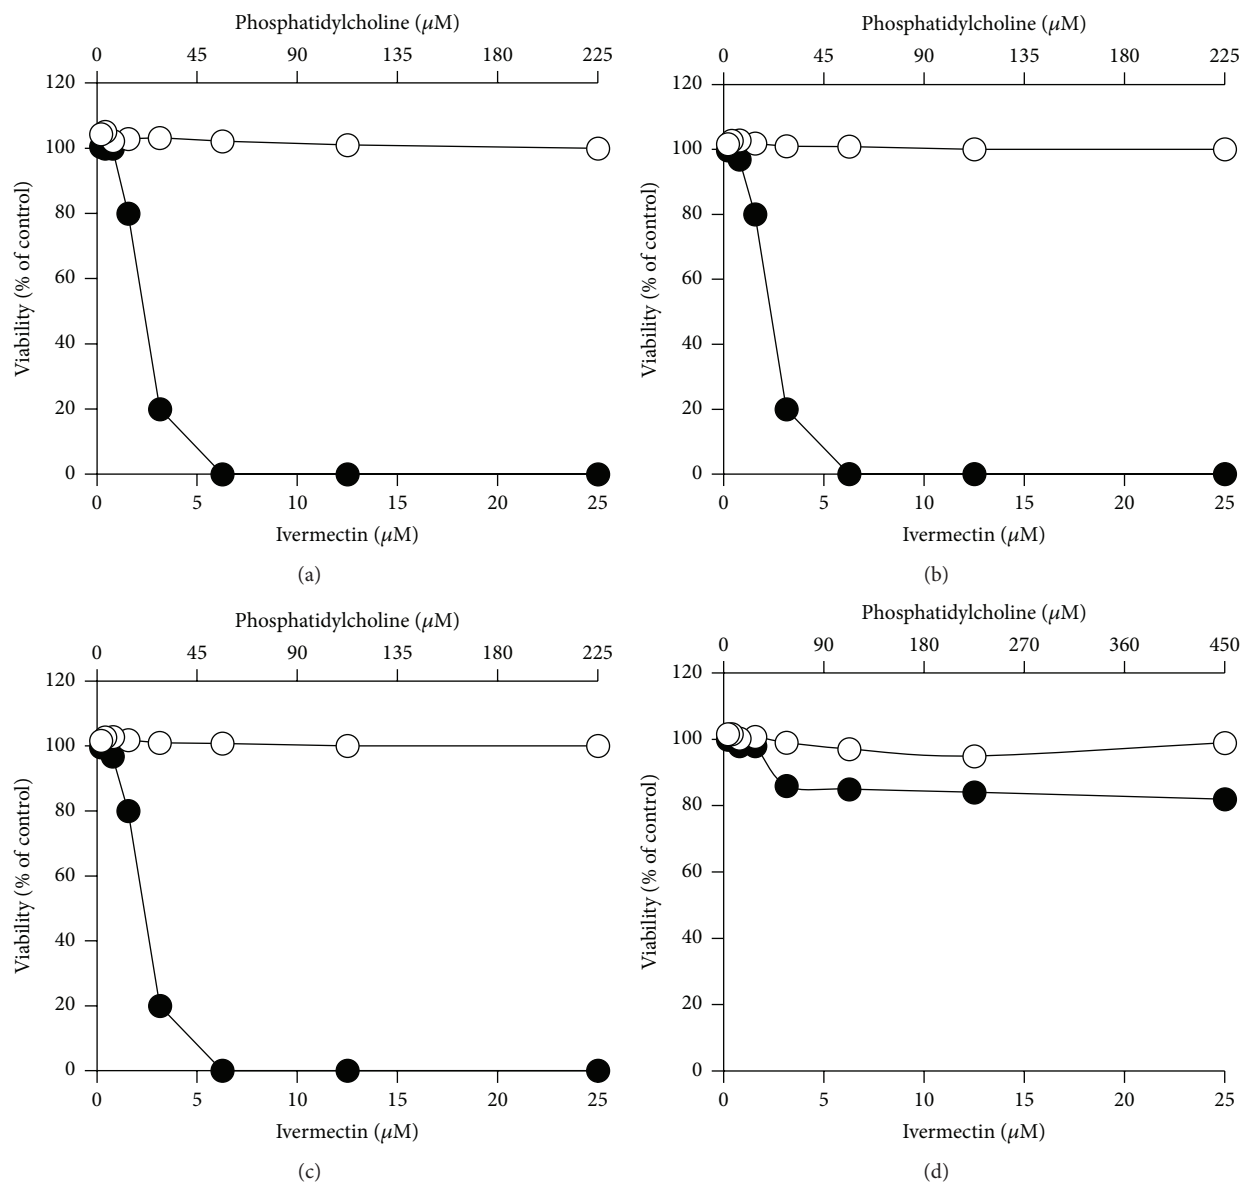 Phosphatidylcholine (μM)
0 45 90 135 180 225
120
100
80
60
40
20
0
Viability (% of control)
0 5 10 15 20 25
Ivermectin (μM)
(a)
Phosphatidylcholine (μM)
0 45 90 135 180 225
120
100
80
60
40
20
0
Viability (% of control)
0 5 10 15 20 25
Ivermectin (μM)
(b)
Phosphatidylcholine (μM)
0 45 90 135 180 225
120
100
80
60
40
20
0
Viability (% of control)
0 5 10 15 20 25
Ivermectin (μM)
(c)
Phosphatidylcholine (μM)
0 90 180 270 360 450
120
100
80
60
40
20
0
Viability (% of control)
0 5 10 15 20 25
Ivermectin (μM)
(d)